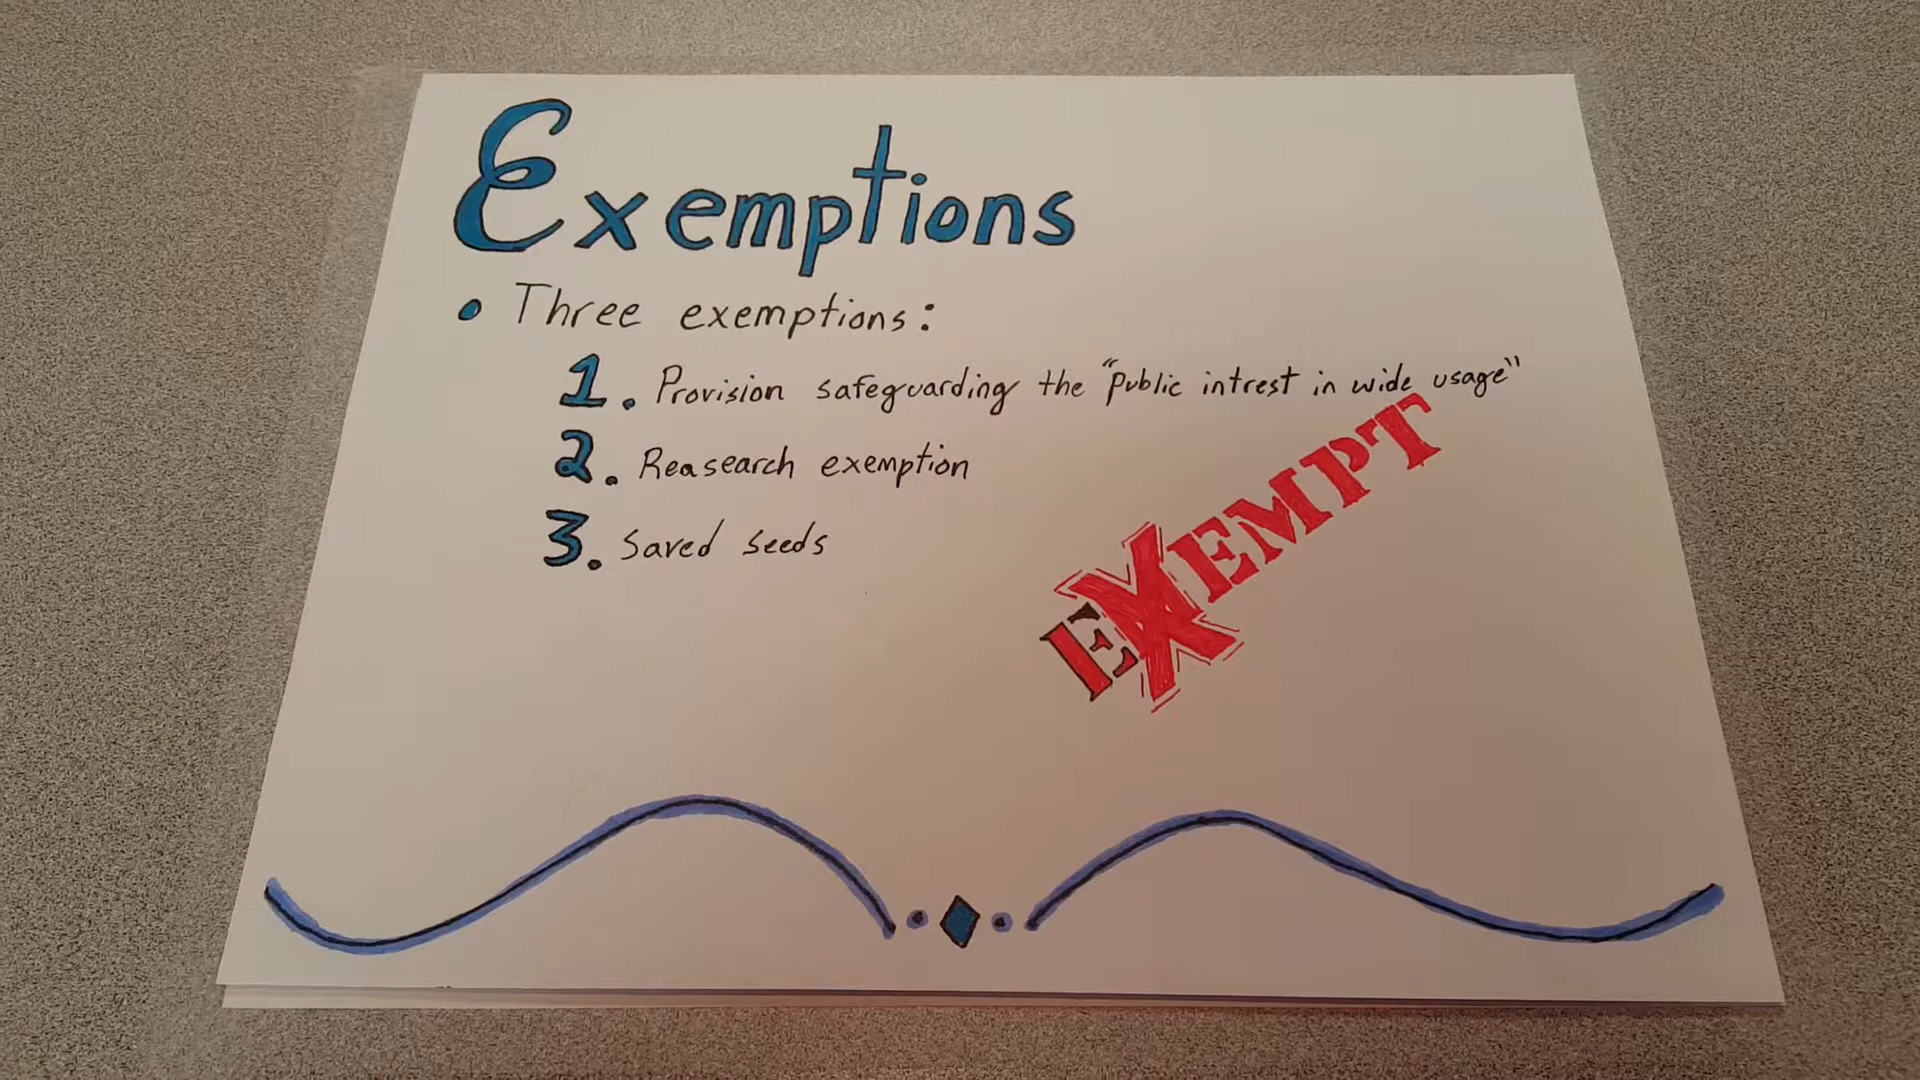 Exemptions
• Three exemptions:
1. Provision safeguarding the "public intrest in wide usage"
2. Reasearch exemption
3. Saved seeds
EXEMPT